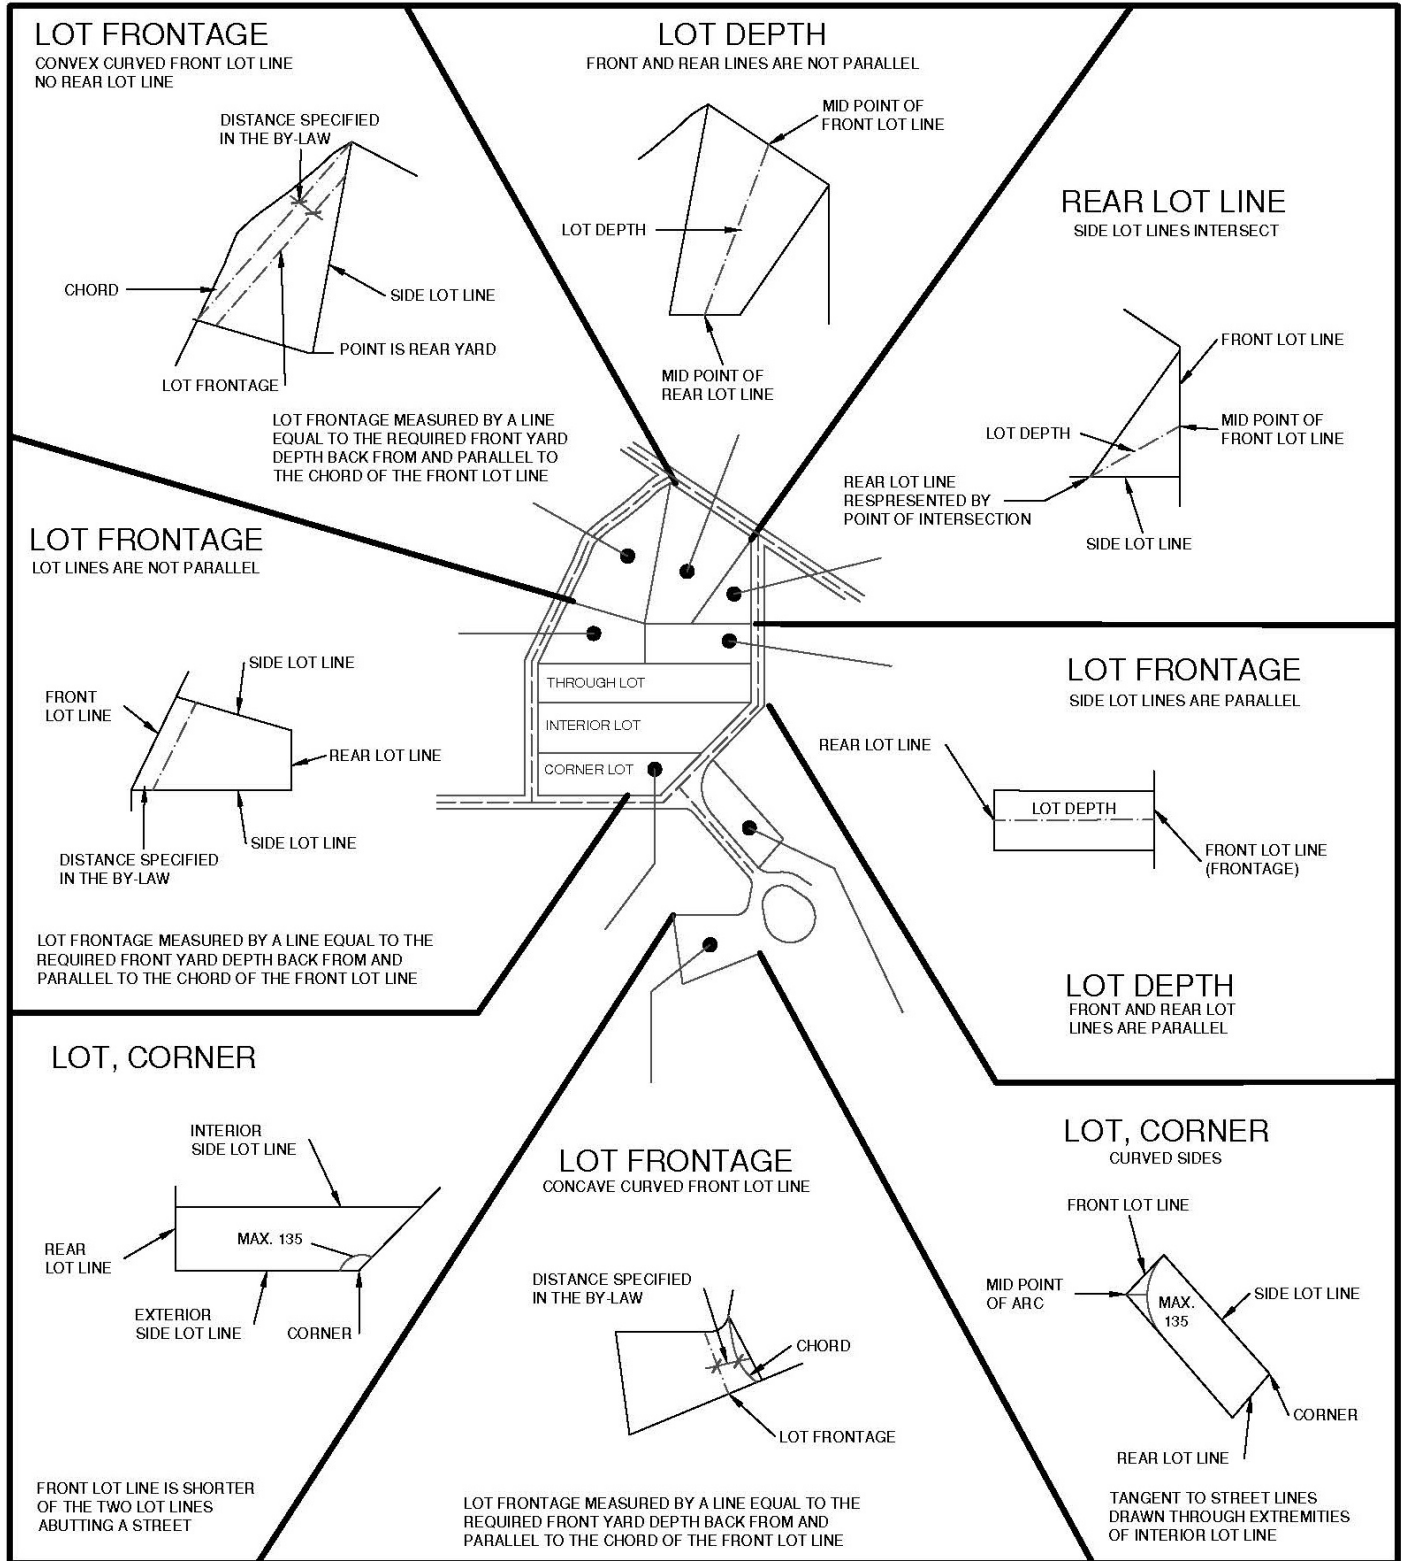 LOT FRONTAGE
CONVEX CURVED FRONT LOT LINE
NO REAR LOT LINE
DISTANCE SPECIFIED
IN THE BY-LAW
CHORD
SIDE LOT LINE
POINT IS REAR YARD
LOT FRONTAGE
LOT FRONTAGE MEASURED BY A LINE
EQUAL TO THE REQUIRED FRONT YARD
DEPTH BACK FROM AND PARALLEL TO
THE CHORD OF THE FRONT LOT LINE
LOT DEPTH
FRONT AND REAR LINES ARE NOT PARALLEL
MID POINT OF
FRONT LOT LINE
LOT DEPTH
MID POINT OF
REAR LOT LINE
REAR LOT LINE
SIDE LOT LINES INTERSECT
FRONT LOT LINE
MID POINT OF
FRONT LOT LINE
LOT DEPTH
REAR LOT LINE
RESPRESENTED BY
POINT OF INTERSECTION
SIDE LOT LINE
LOT FRONTAGE
LOT LINES ARE NOT PARALLEL
SIDE LOT LINE
FRONT
LOT LINE
REAR LOT LINE
SIDE LOT LINE
DISTANCE SPECIFIED
IN THE BY-LAW
LOT FRONTAGE MEASURED BY A LINE EQUAL TO THE
REQUIRED FRONT YARD DEPTH BACK FROM AND
PARALLEL TO THE CHORD OF THE FRONT LOT LINE
THROUGH LOT
INTERIOR LOT
CORNER LOT
LOT FRONTAGE
SIDE LOT LINES ARE PARALLEL
REAR LOT LINE
LOT DEPTH
FRONT LOT LINE
(FRONTAGE)
LOT DEPTH
FRONT AND REAR LOT
LINES ARE PARALLEL
LOT, CORNER
INTERIOR
SIDE LOT LINE
MAX. 135
REAR
LOT LINE
EXTERIOR
SIDE LOT LINE
CORNER
FRONT LOT LINE IS SHORTER
OF THE TWO LOT LINES
ABUTTING A STREET
LOT FRONTAGE
CONCAVE CURVED FRONT LOT LINE
DISTANCE SPECIFIED
IN THE BY-LAW
CHORD
LOT FRONTAGE
LOT FRONTAGE MEASURED BY A LINE EQUAL TO THE
REQUIRED FRONT YARD DEPTH BACK FROM AND
PARALLEL TO THE CHORD OF THE FRONT LOT LINE
LOT, CORNER
CURVED SIDES
FRONT LOT LINE
MID POINT
OF ARC
MAX.
135
SIDE LOT LINE
CORNER
REAR LOT LINE
TANGENT TO STREET LINES
DRAWN THROUGH EXTREMITIES
OF INTERIOR LOT LINE